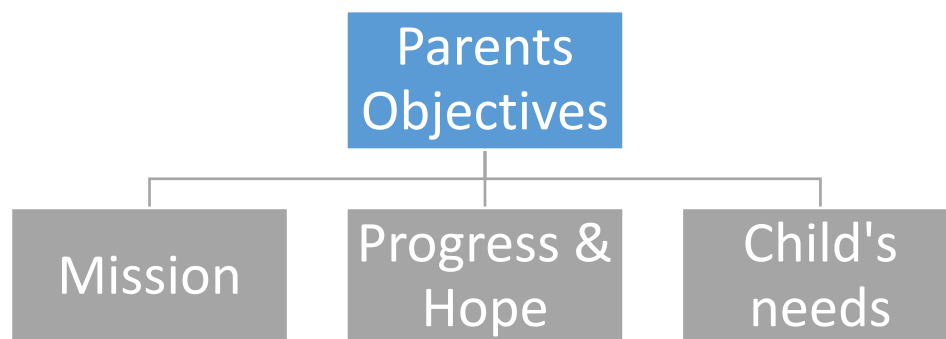 Parents
Objectives
Mission
Progress &
Hope
Child's
needs